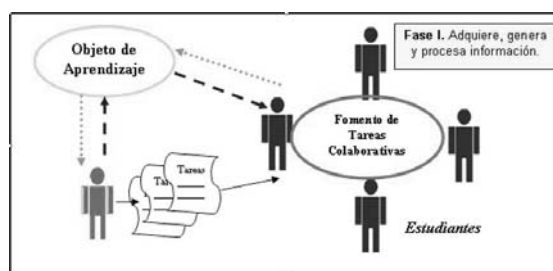 Objeto de
Aprendizaje
Fase I. Adquiere, genera
y procesa información.
Fomento de
Tareas
Colaborativas
Tareas
Estudiantes